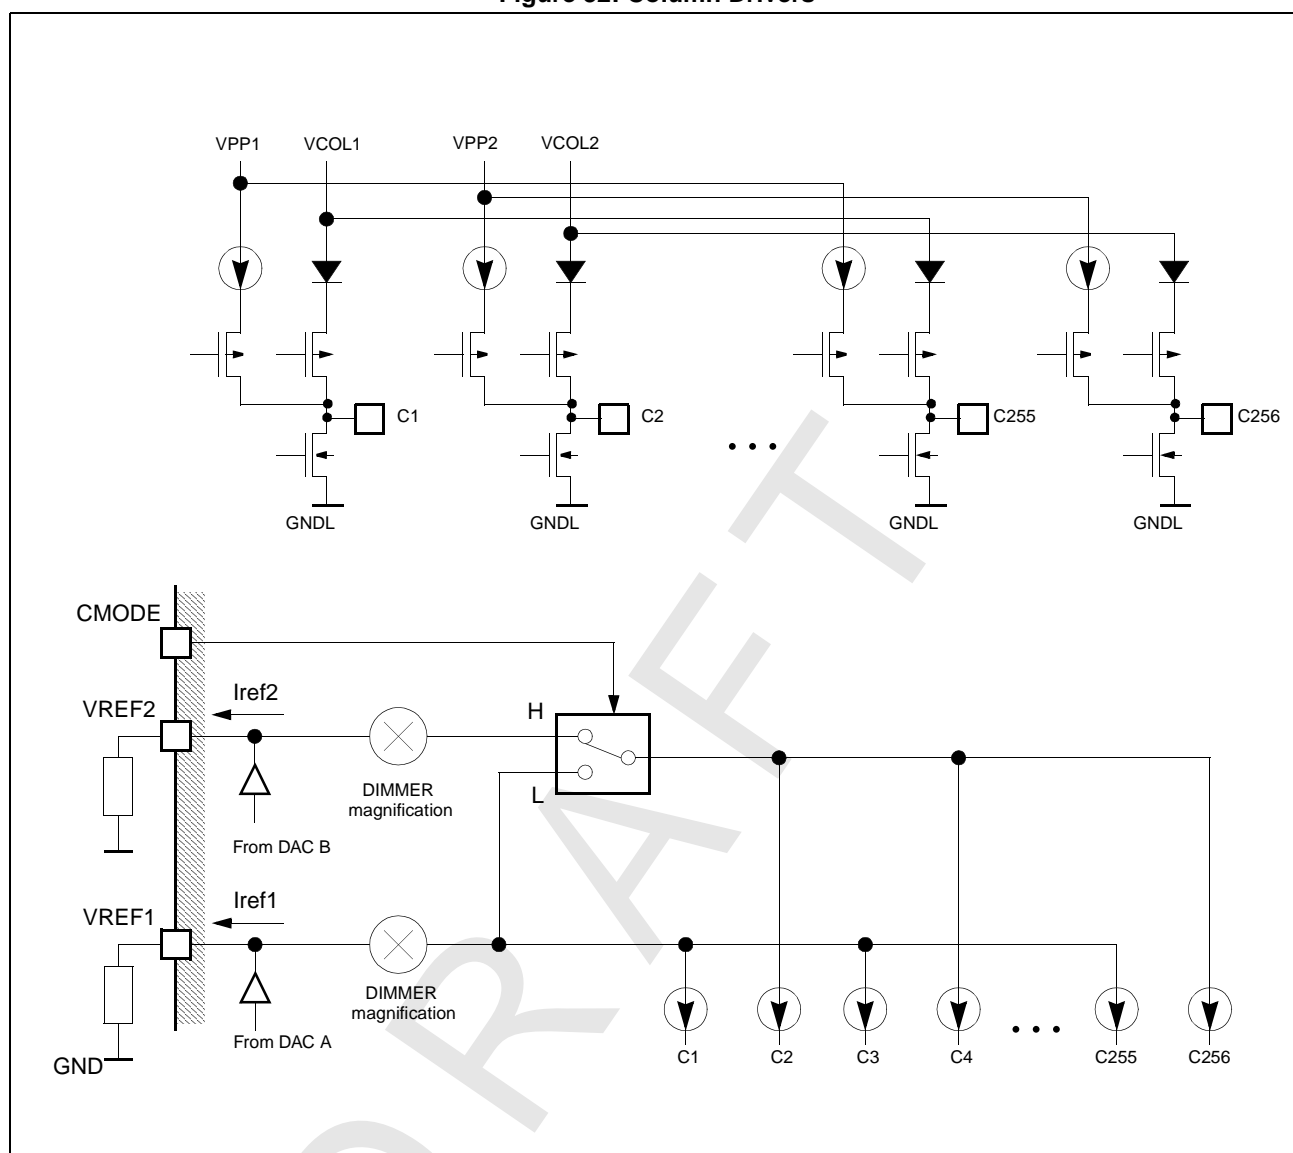 Figure 32. Column Drivers
VPP1 VCOL1 VPP2 VCOL2
C1 C2 C255 C256
GNDL GNDL GNDL GNDL
CMODE
Iref2
VREF2
H
DIMMER
magnification
L
From DAC B
Iref1
VREF1
DIMMER
magnification
From DAC A
GND
C1 C2 C3 C4 C255 C256
DRAFT